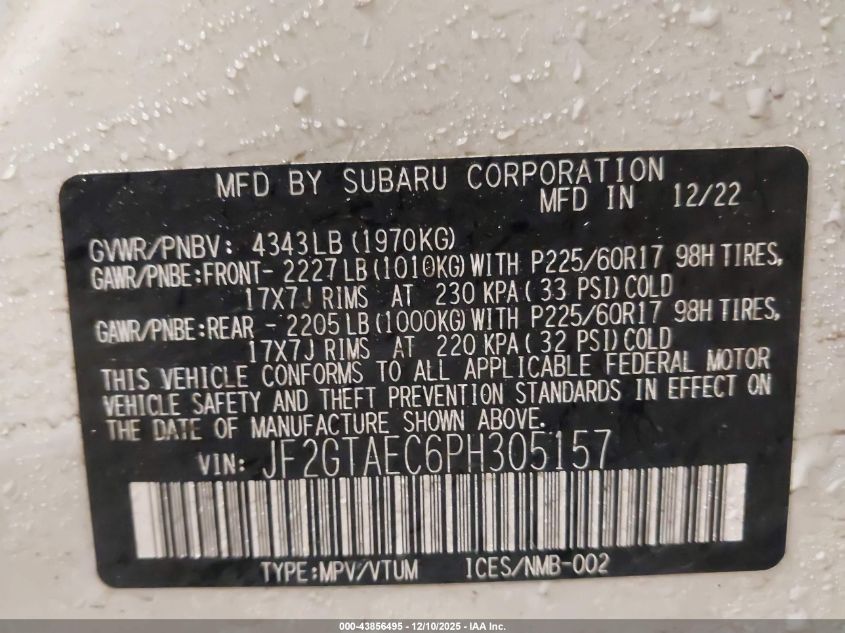 MFD BY SUBARU CORPORATION
MFD IN 12/22
GVWR/PNBV: 4343LB (1970KG)
GAWR/PNBE:FRONT- 2227LB (1010KG) WITH P225/60R17 98H TIRES,
17X7J RIMS AT 230 KPA ( 33 PSI) COLD
GAWR/PNBE:REAR - 2205LB (1000KG) WITH P225/60R17 98H TIRES,
17X7J RIMS AT 220 KPA ( 32 PSI) COLD
THIS VEHICLE CONFORMS TO ALL APPLICABLE FEDERAL MOTOR
VEHICLE SAFETY AND THEFT PREVENTION STANDARDS IN EFFECT ON
THE DATE OF MANUFACTURE SHOWN ABOVE.
VIN: JF2GTAEC6PH305157
TYPE:MPV/VTUM ICES/NMB-002
000-43856495 - 12/10/2025 - IAA Inc.